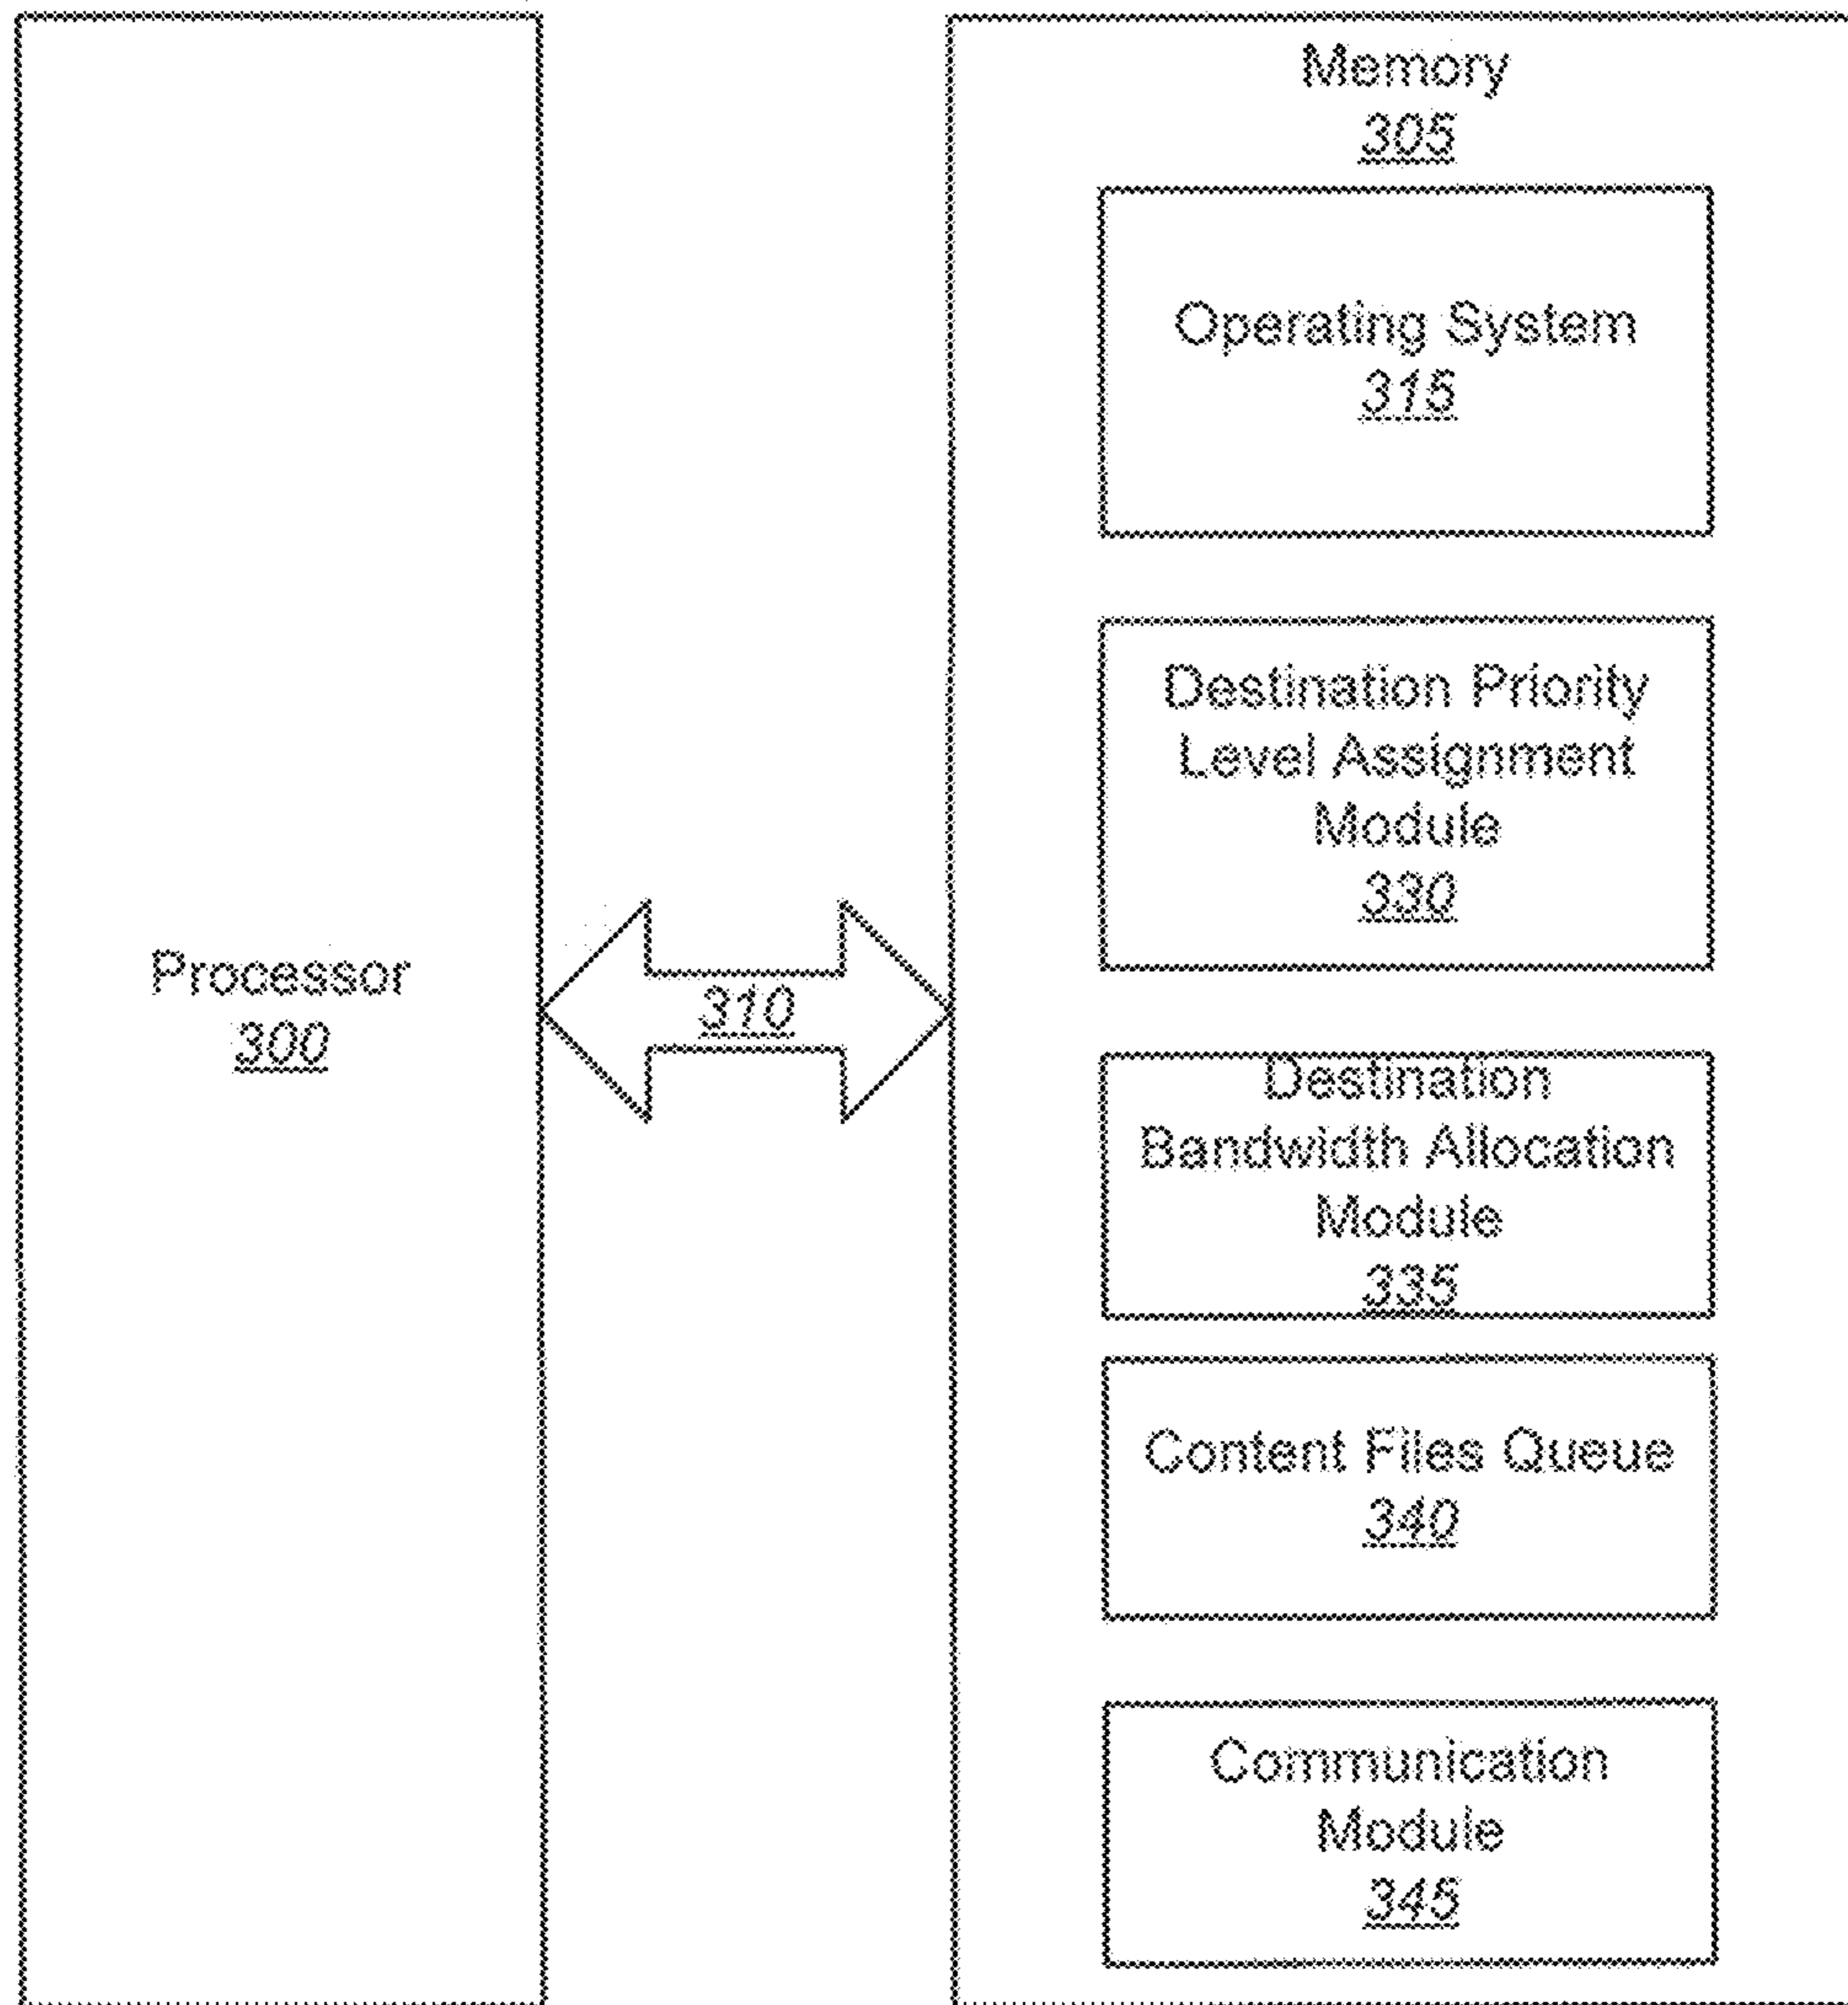 Processor
300
310
Memory
305
Operating System
315
Destination Priority
Level Assignment
Module
330
Destination
Bandwidth Allocation
Module
335
Content Files Queue
340
Communication
Module
345